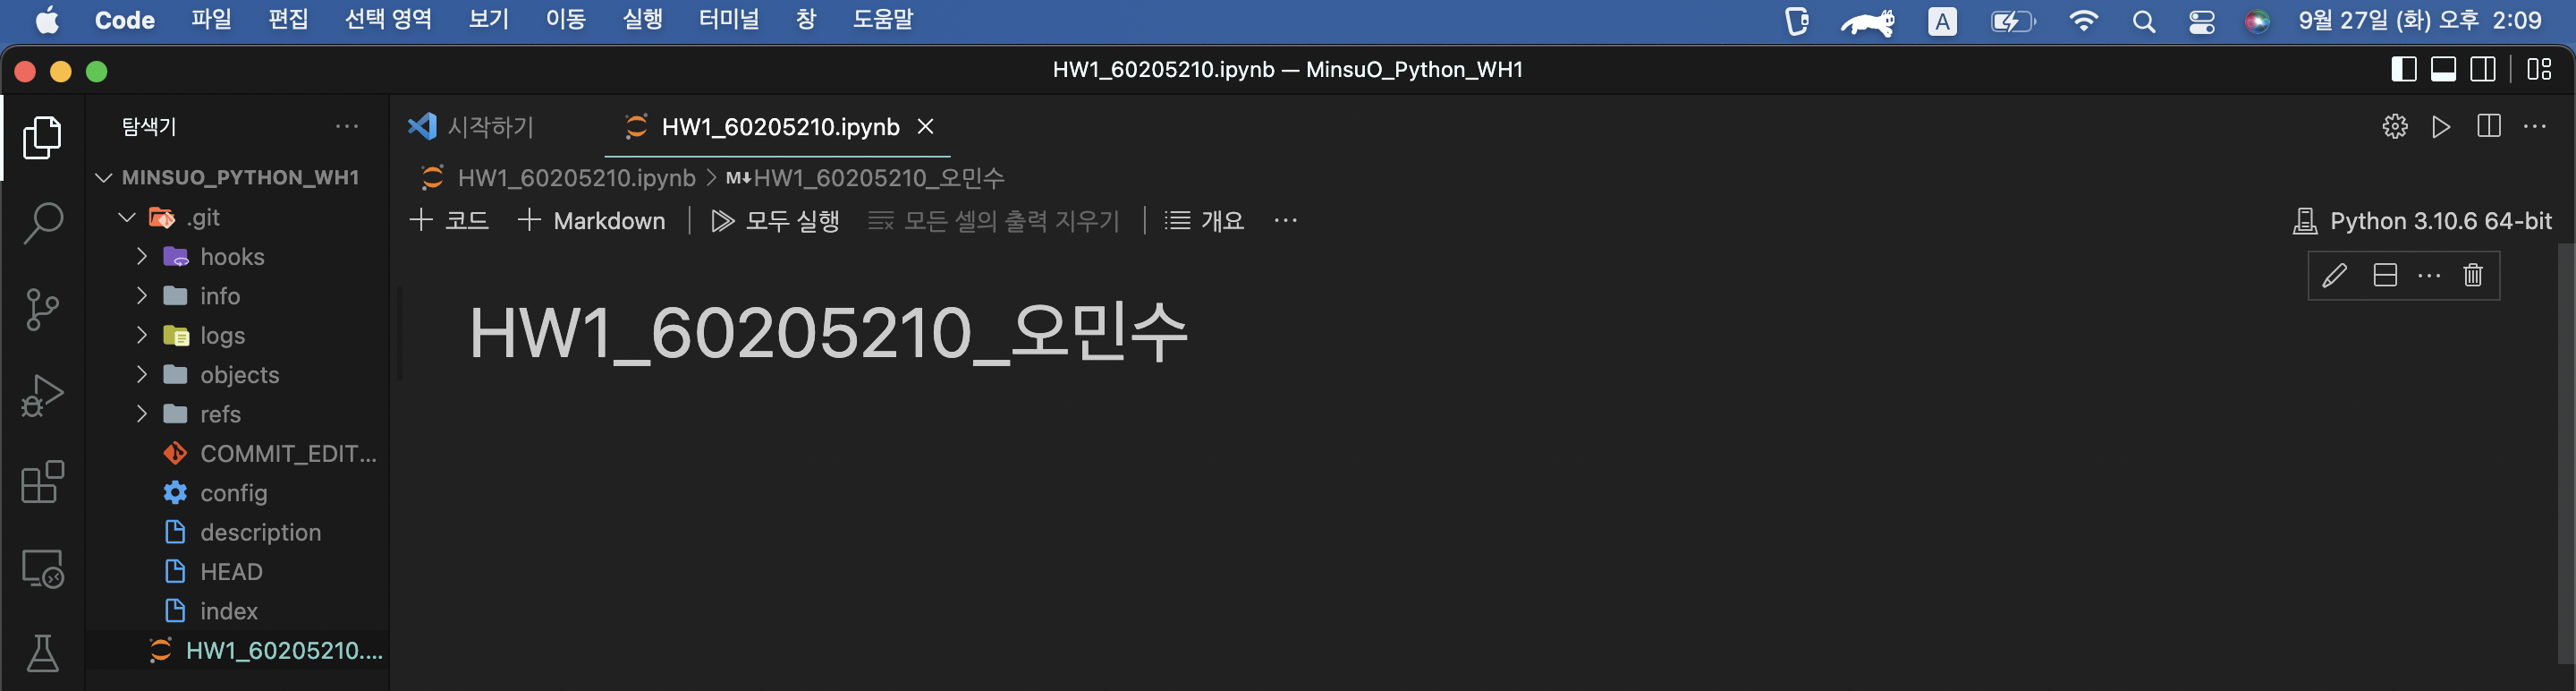 Code 파일 편집 선택 영역 보기 이동 실행 터미널 창 도움말 A 9월 27일 (화) 오후 2:09
HW1_60205210.ipynb — MinsuO_Python_WH1
탐색기 ...
시작하기
HW1_60205210.ipynb
MINSUO_PYTHON_WH1
HW1_60205210.ipynb > M↓HW1_60205210_오민수
.git
+ 코드 + Markdown | 모두 실행 모든 셀의 출력 지우기 | 개요 ...
Python 3.10.6 64-bit
hooks
info
logs
objects
refs
COMMIT_EDIT...
config
description
HEAD
index
HW1_60205210....
HW1_60205210_오민수